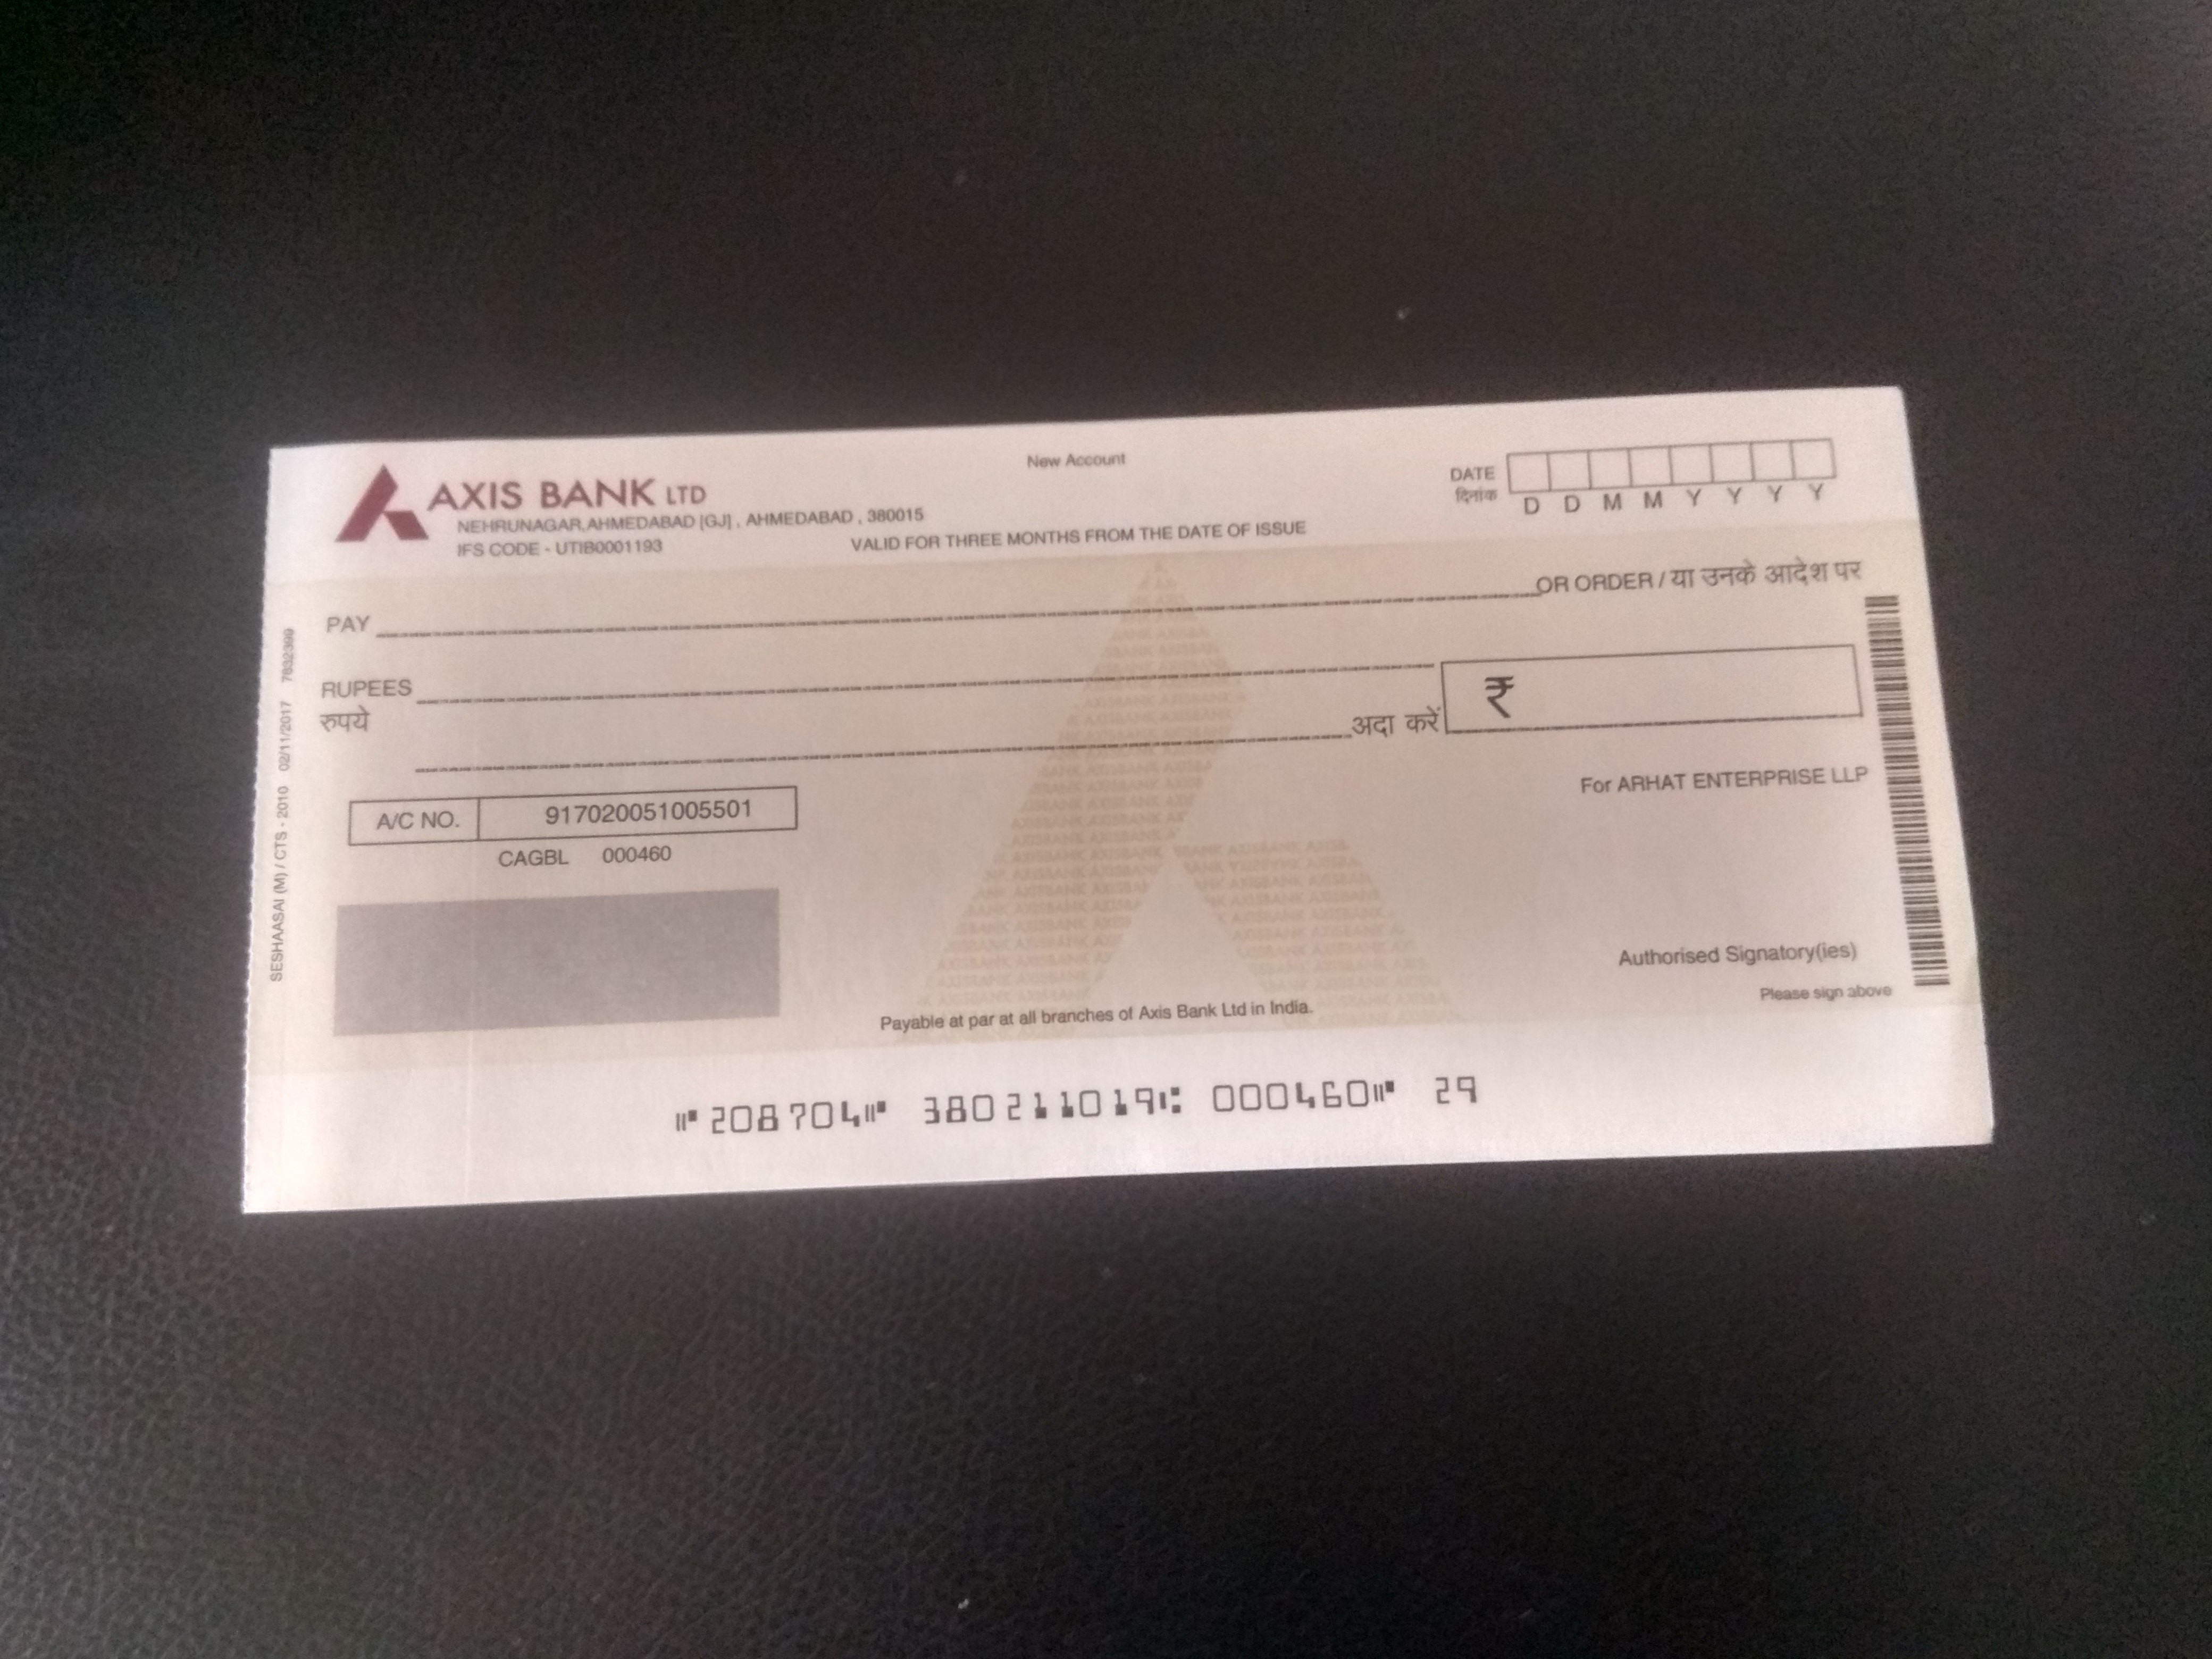 New Account
AXIS BANK LTD
NEHRUNAGAR,AHMEDABAD [GJ] , AHMEDABAD , 380015
IFS CODE - UTIB0001193
VALID FOR THREE MONTHS FROM THE DATE OF ISSUE
DATE
दिनांक
D D M M Y Y Y Y
PAY
OR ORDER / या उनके आदेश पर
RUPEES
रुपये
अदा करें
₹
For ARHAT ENTERPRISE LLP
A/C NO. 917020051005501
CAGBL 000460
Authorised Signatory(ies)
Please sign above
Payable at par at all branches of Axis Bank Ltd in India.
⑈208704⑈ 380211019⑆ 000460⑈ 29
SESHAASAI (M) / CTS - 2010 02/11/2017